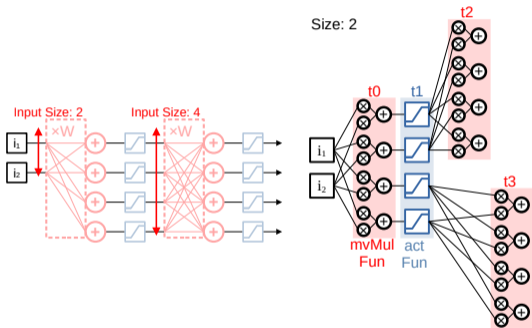 Size: 2
t2
Input Size: 2
Input Size: 4
t0
t1
×W
×W
i₁
i₂
i₁
i₂
t3
mvMul
Fun
act
Fun